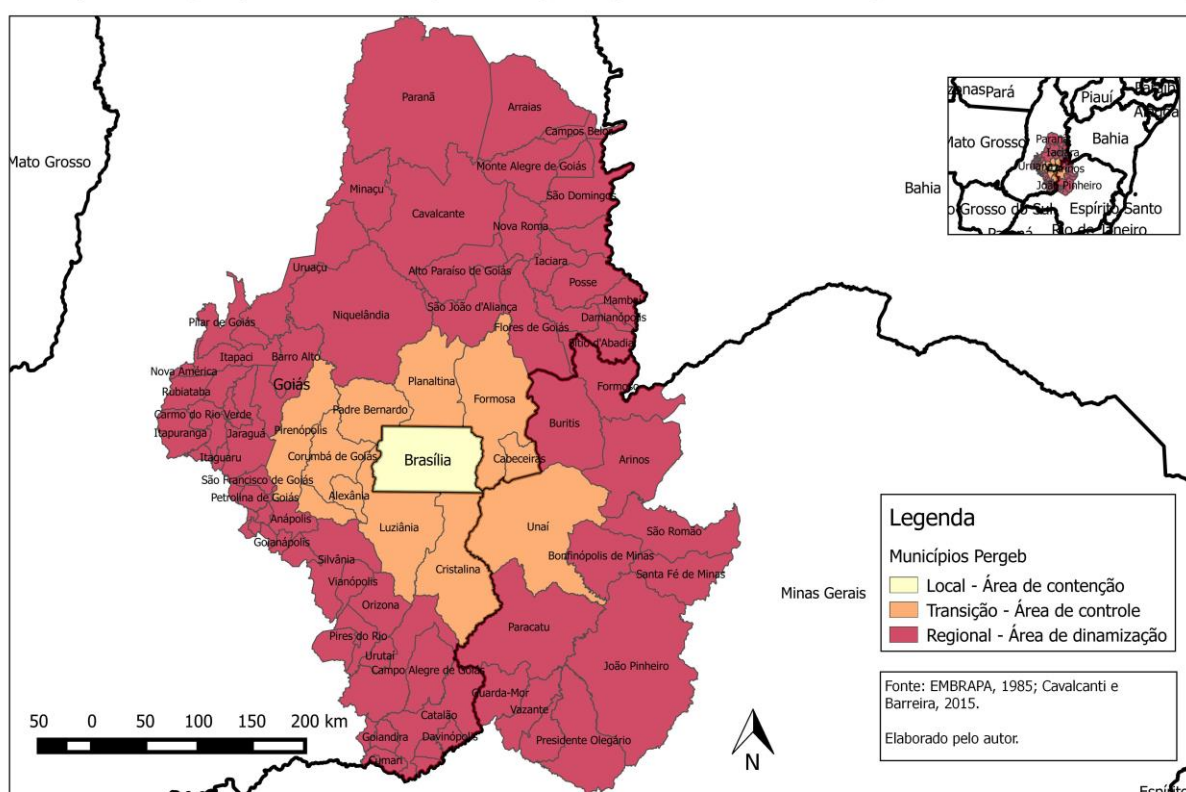 Mato Grosso
Paranã
Arraias
Campos Belos
Monte Alegre de Goiás
Minaçu
São Domingos
Cavalcante
Nova Roma
Uruaçu
Iaciara
Alto Paraíso de Goiás
Posse
Niquelândia
São João d'Aliança
Mambaí
Damianópolis
Pilar de Goiás
Flores de Goiás
Sítio d'Abadia
Itapaci
Barro Alto
Nova América
Goiás
Rubiataba
Planaltina
Formosa
Formoso
Padre Bernardo
Carmo do Rio Verde
Pirenópolis
Buritis
Itapuranga
Jaraguá
Corumbá de Goiás
Brasília
Cabeceiras
Arinos
Itaguaru
São Francisco de Goiás
Petrolina de Goiás
Alexânia
Anápolis
Luziânia
Unaí
São Romão
Goianápolis
Silvânia
Bonfinópolis de Minas
Cristalina
Santa Fé de Minas
Vianópolis
Minas Gerais
Orizona
Pires do Rio
Paracatu
Urutaí
João Pinheiro
Campo Alegre de Goiás
Guarda-Mor
Vazante
Catalão
Goiandira
Davinópolis
Presidente Olegário
Cumari
50 0 50 100 150 200 km
N
Pará
Piauí
Mato Grosso
Paranã
Bahia
Iaciara
João Pinheiro
Bahia
Espírito Santo
Rio de Janeiro
Legenda
Municípios Pergeb
Local - Área de contenção
Transição - Área de controle
Regional - Área de dinamização
Fonte: EMBRAPA, 1985; Cavalcanti e
Barreira, 2015.
Elaborado pelo autor.